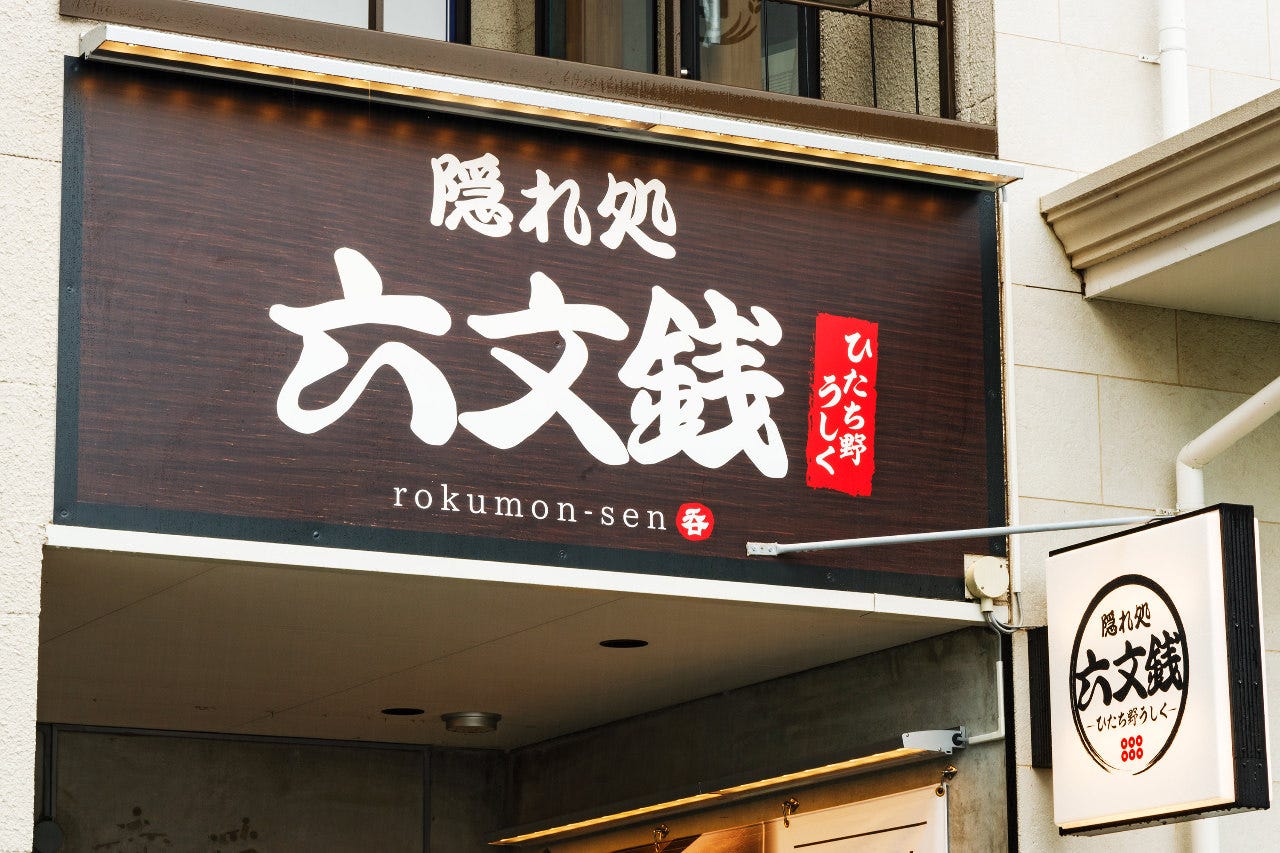 隠れ処
六文銭
ひたち野
うしく
rokumon-sen
呑
隠れ処
六文銭
-ひたち野うしく-